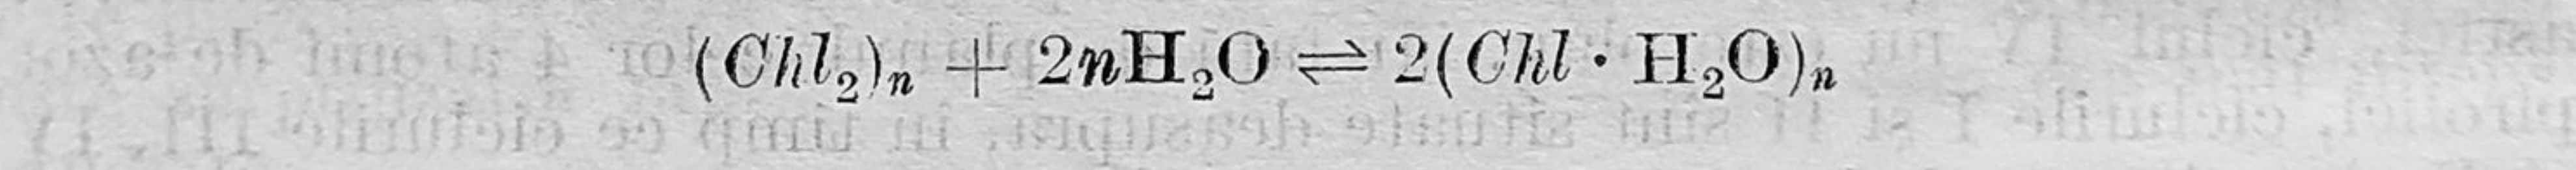 (Chl₂)ₙ + 2nH₂O ⇌ 2(Chl · H₂O)ₙ